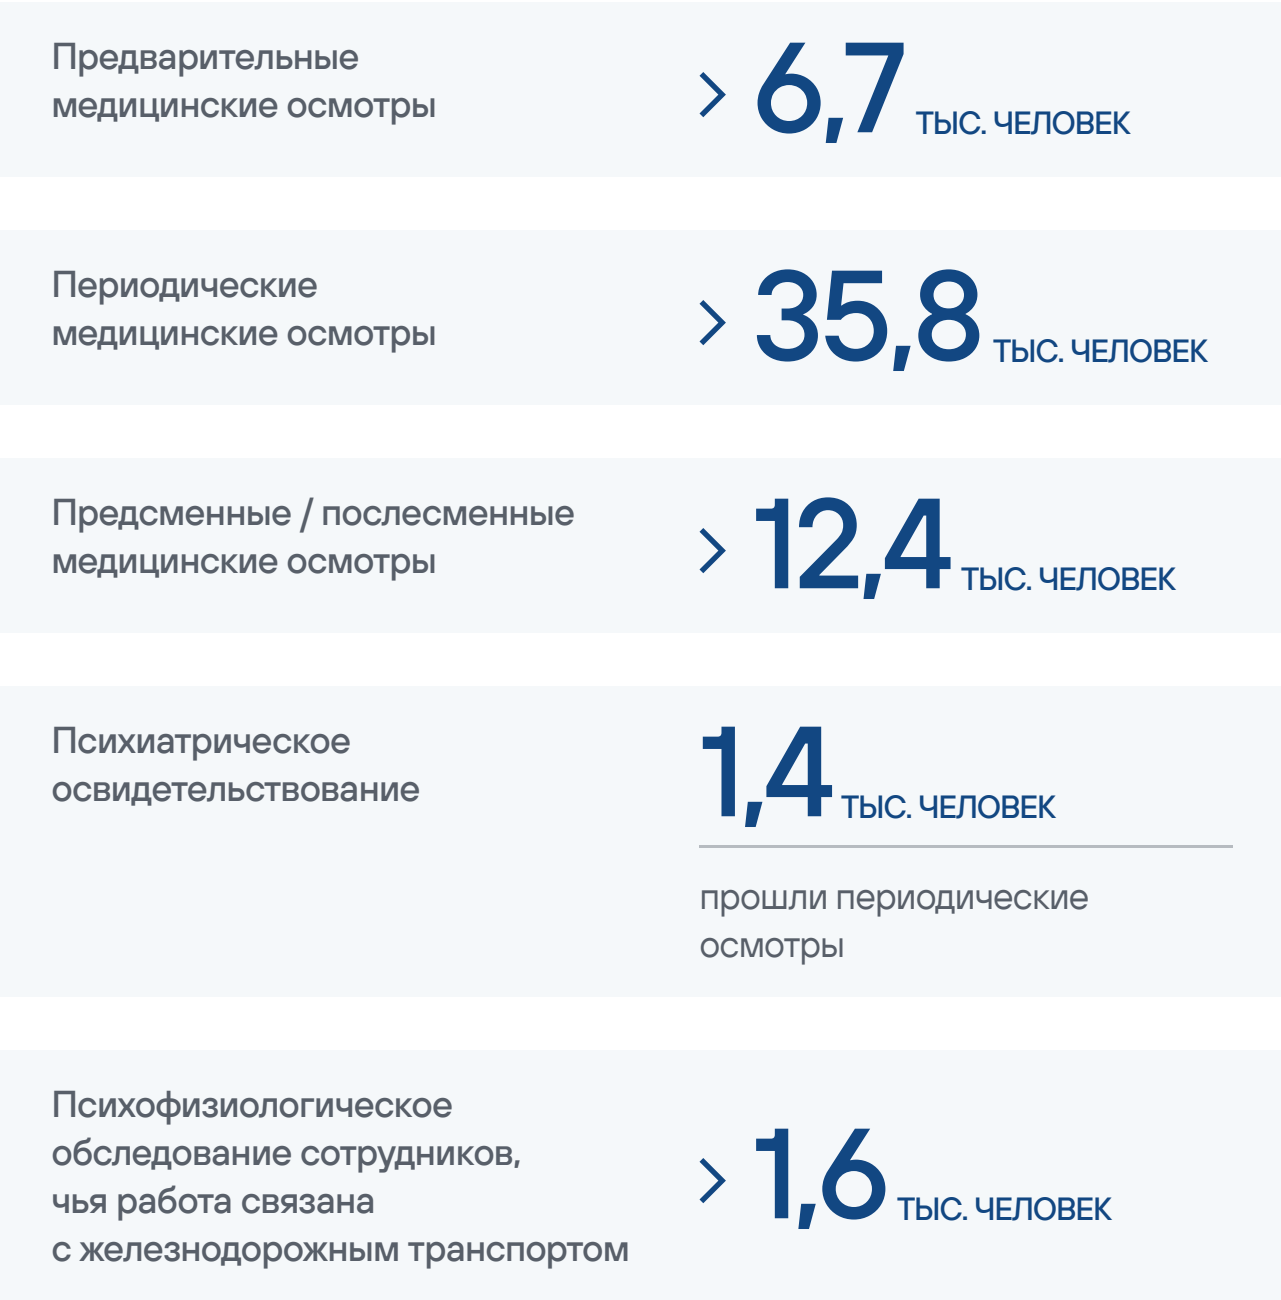 Предварительные
медицинские осмотры
> 6,7 ТЫС. ЧЕЛОВЕК
Периодические
медицинские осмотры
> 35,8 ТЫС. ЧЕЛОВЕК
Предсменные / послесменные
медицинские осмотры
> 12,4 ТЫС. ЧЕЛОВЕК
Психиатрическое
освидетельствование
1,4 ТЫС. ЧЕЛОВЕК
прошли периодические
осмотры
Психофизиологическое
обследование сотрудников,
чья работа связана
с железнодорожным транспортом
> 1,6 ТЫС. ЧЕЛОВЕК